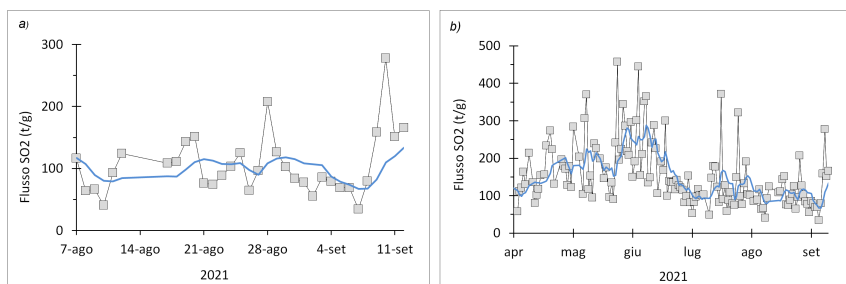 a)
Flusso SO2 (t/g)
300
200
100
0
7-ago 14-ago 21-ago 28-ago 4-set 11-set
2021
b)
Flusso SO2 (t/g)
500
400
300
200
100
0
apr mag giu lug ago set
2021